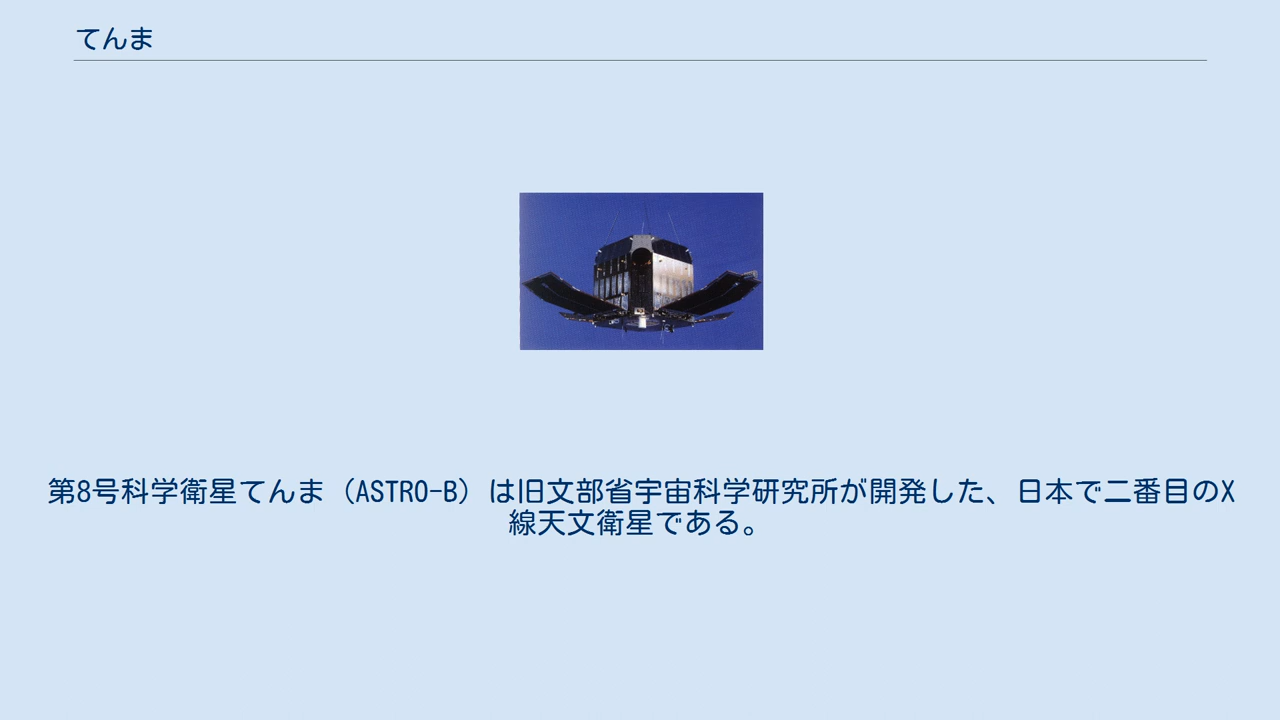 てんま
第8号科学衛星てんま（ASTRO-B）は旧文部省宇宙科学研究所が開発した、日本で二番目のX
線天文衛星である。